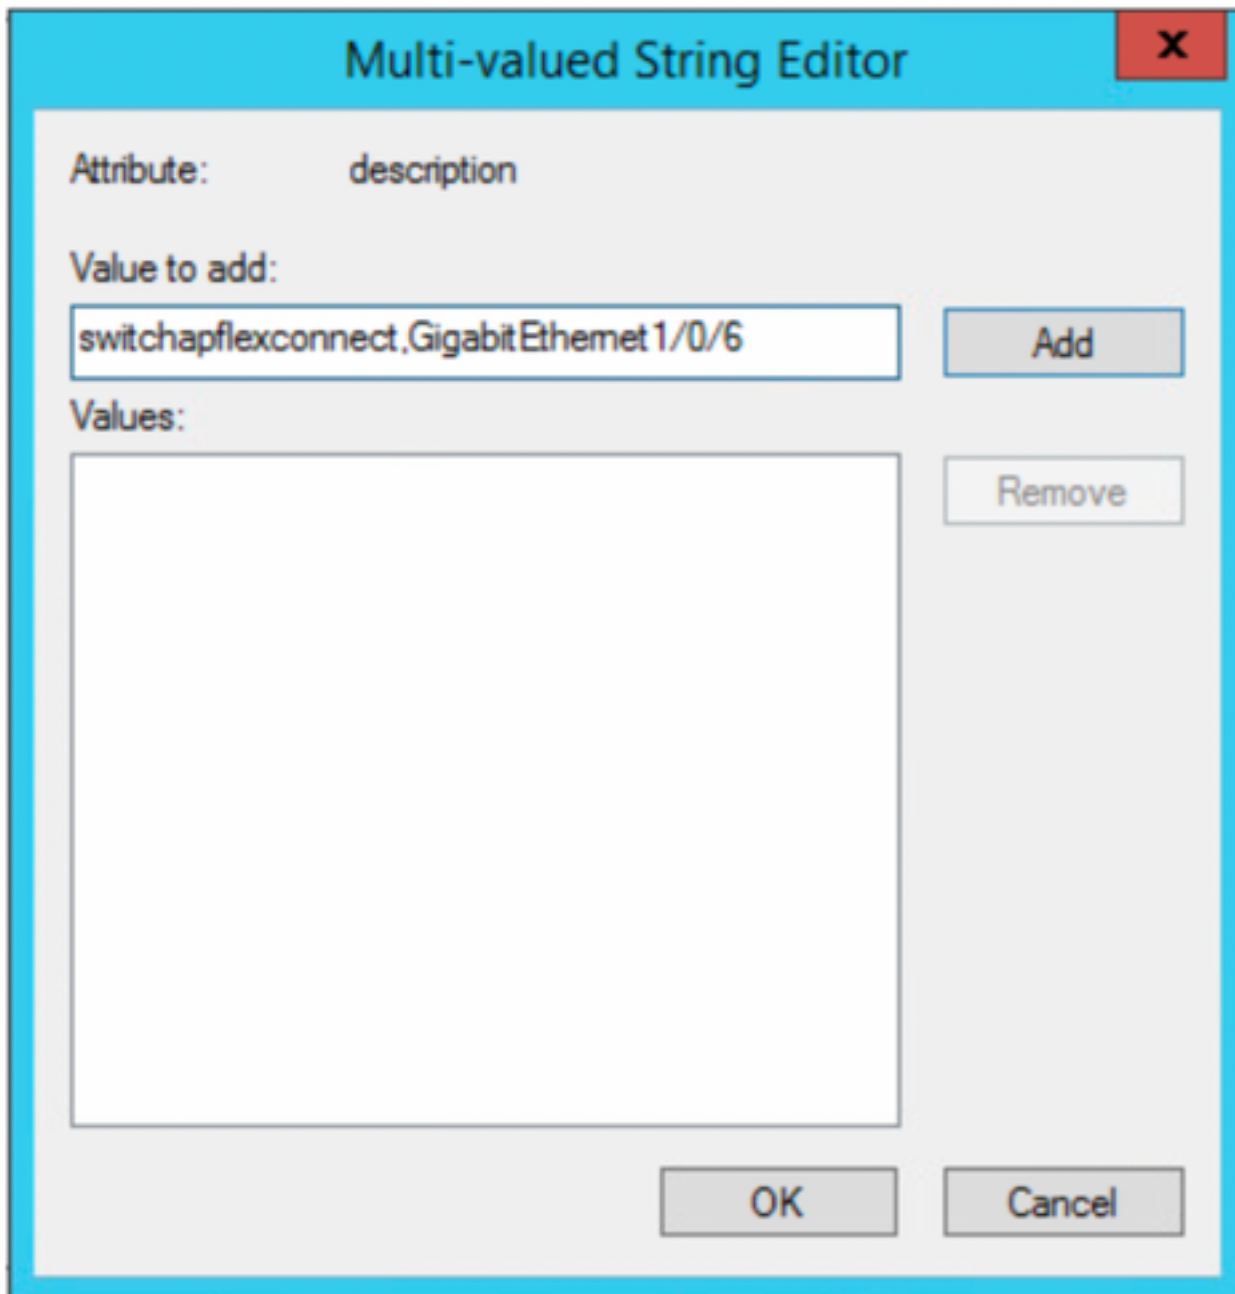 Multi-valued String Editor
x
Attribute: description
Value to add:
switchapflexconnect,GigabitEthernet1/0/6
Add
Values:
Remove
OK Cancel